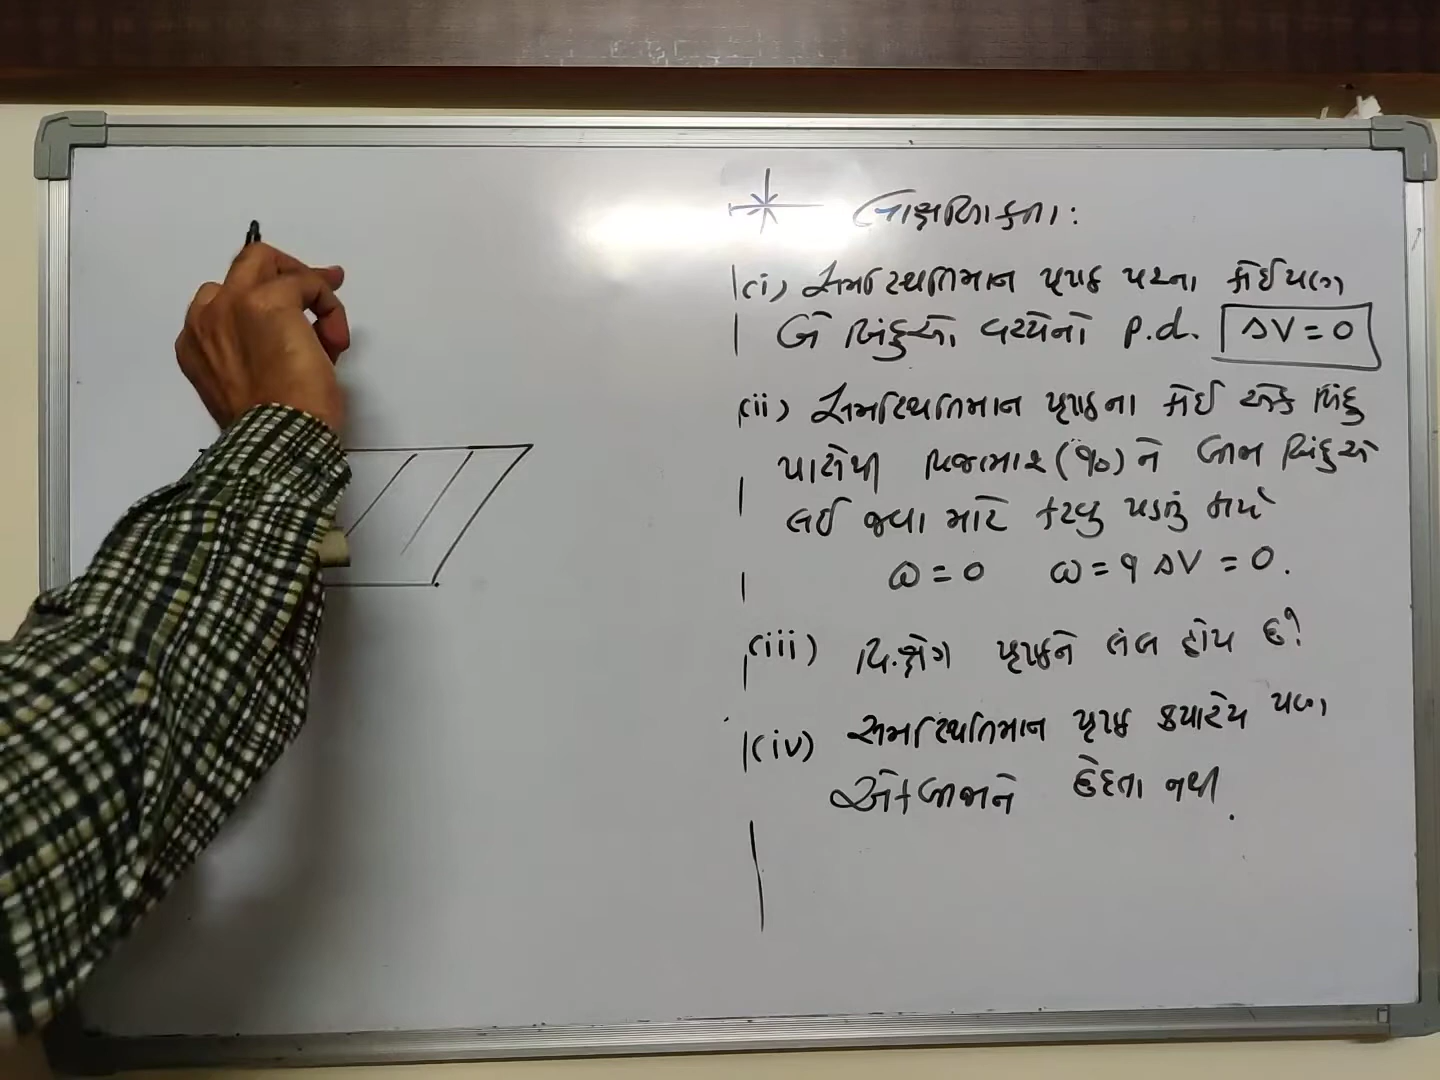 લાક્ષણિકતા :
(i) સમસ્થિતિમાન પૃષ્ઠ પરના કોઈપણ
બે બિંદુઓ વચ્ચેનો p.d. ΔV = 0
(ii) સમસ્થિતિમાન પૃષ્ઠના કોઈ એક બિંદુ
પાસેથી વિજભાર (q₀) ને બીજા બિંદુએ
લઈ જવા માટે કરવું પડતું કાર્ય
ω = 0 ω = q ΔV = 0.
(iii) વિ.ક્ષેત્ર પૃષ્ઠને લંબ હોય છે.
(iv) સમસ્થિતિમાન પૃષ્ઠ ક્યારેય પણ
એકબીજાને છેદતા નથી.